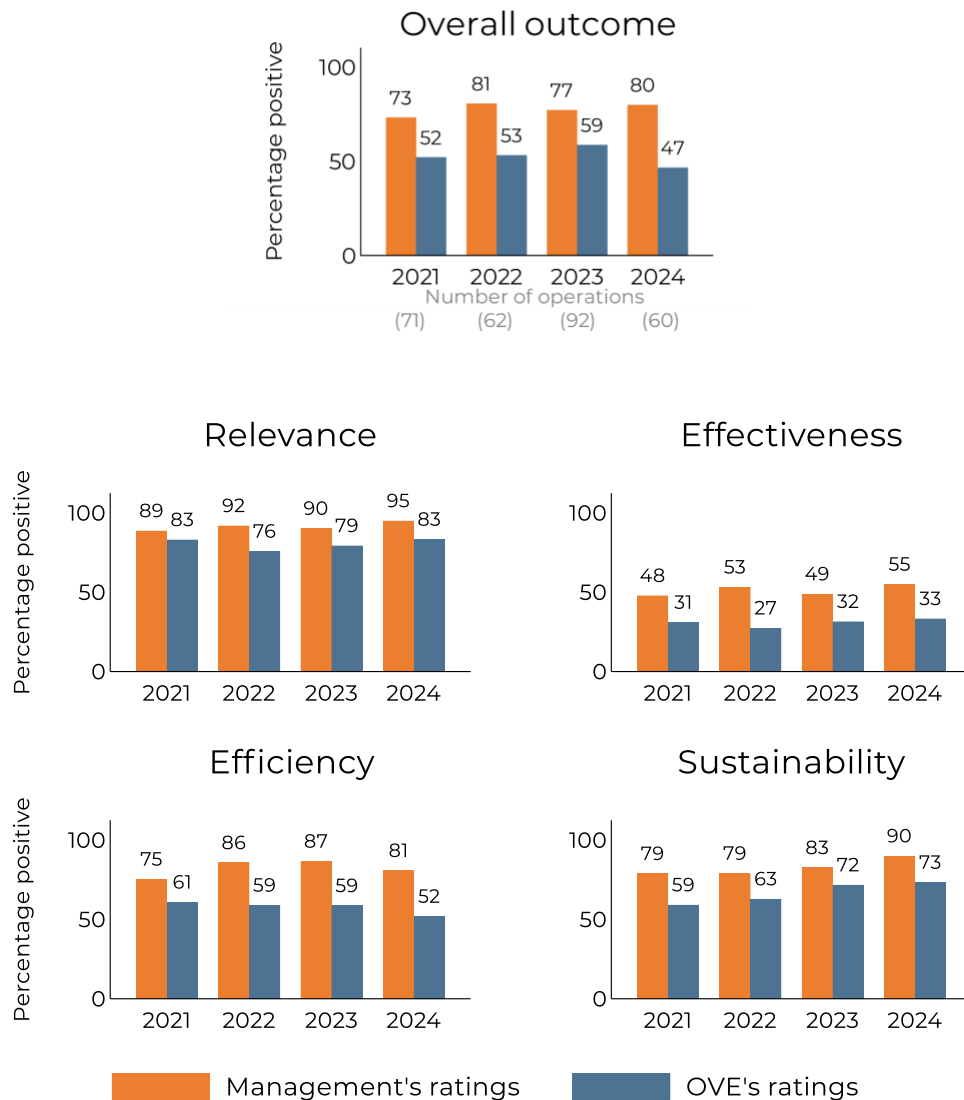 Overall outcome
Percentage positive
100
50
0
73 52 81 53 77 59 80 47
2021 2022 2023 2024
Number of operations
(71) (62) (92) (60)
Relevance
Percentage positive
100
50
0
89 83 92 76 90 79 95 83
2021 2022 2023 2024
Effectiveness
100
50
0
48 31 53 27 49 32 55 33
2021 2022 2023 2024
Efficiency
Percentage positive
100
50
0
75 61 86 59 87 59 81 52
2021 2022 2023 2024
Sustainability
100
50
0
79 59 79 63 83 72 90 73
2021 2022 2023 2024
Management's ratings
OVE's ratings